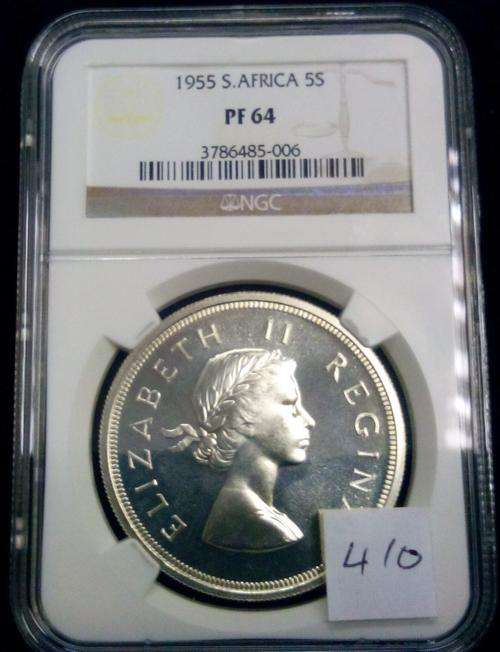 1955 S.AFRICA 5S
PF 64
3786485-006
NGC
ELIZABETH II REGINA
410